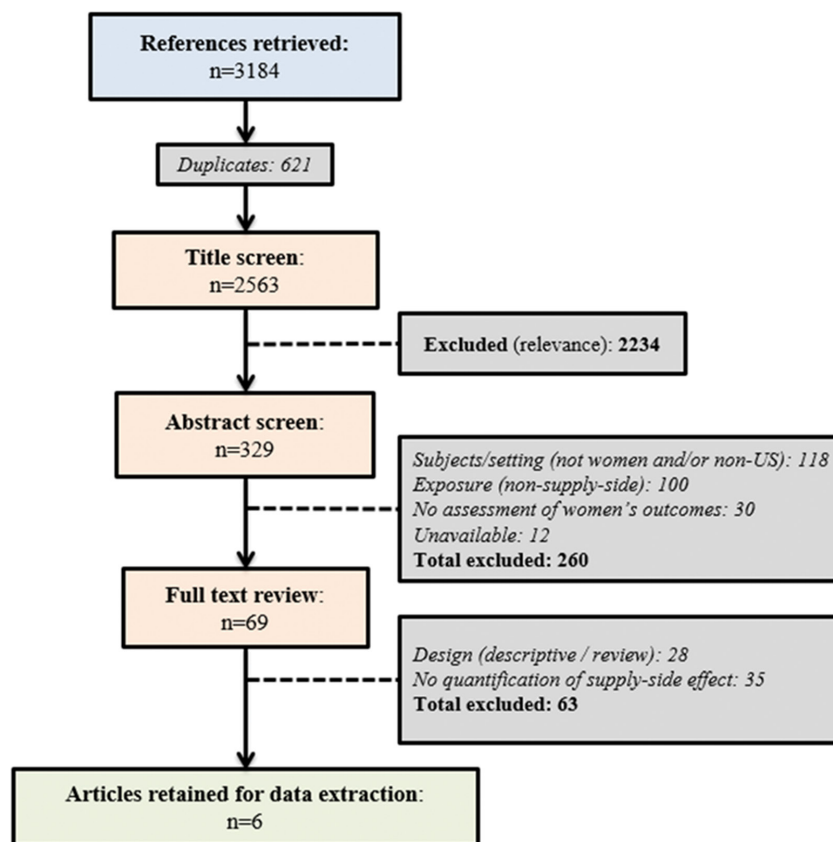 References retrieved:
n=3184
Duplicates: 621
Title screen:
n=2563
Excluded (relevance): 2234
Abstract screen:
n=329
Subjects/setting (not women and/or non-US): 118
Exposure (non-supply-side): 100
No assessment of women's outcomes: 30
Unavailable: 12
Total excluded: 260
Full text review:
n=69
Design (descriptive / review): 28
No quantification of supply-side effect: 35
Total excluded: 63
Articles retained for data extraction:
n=6